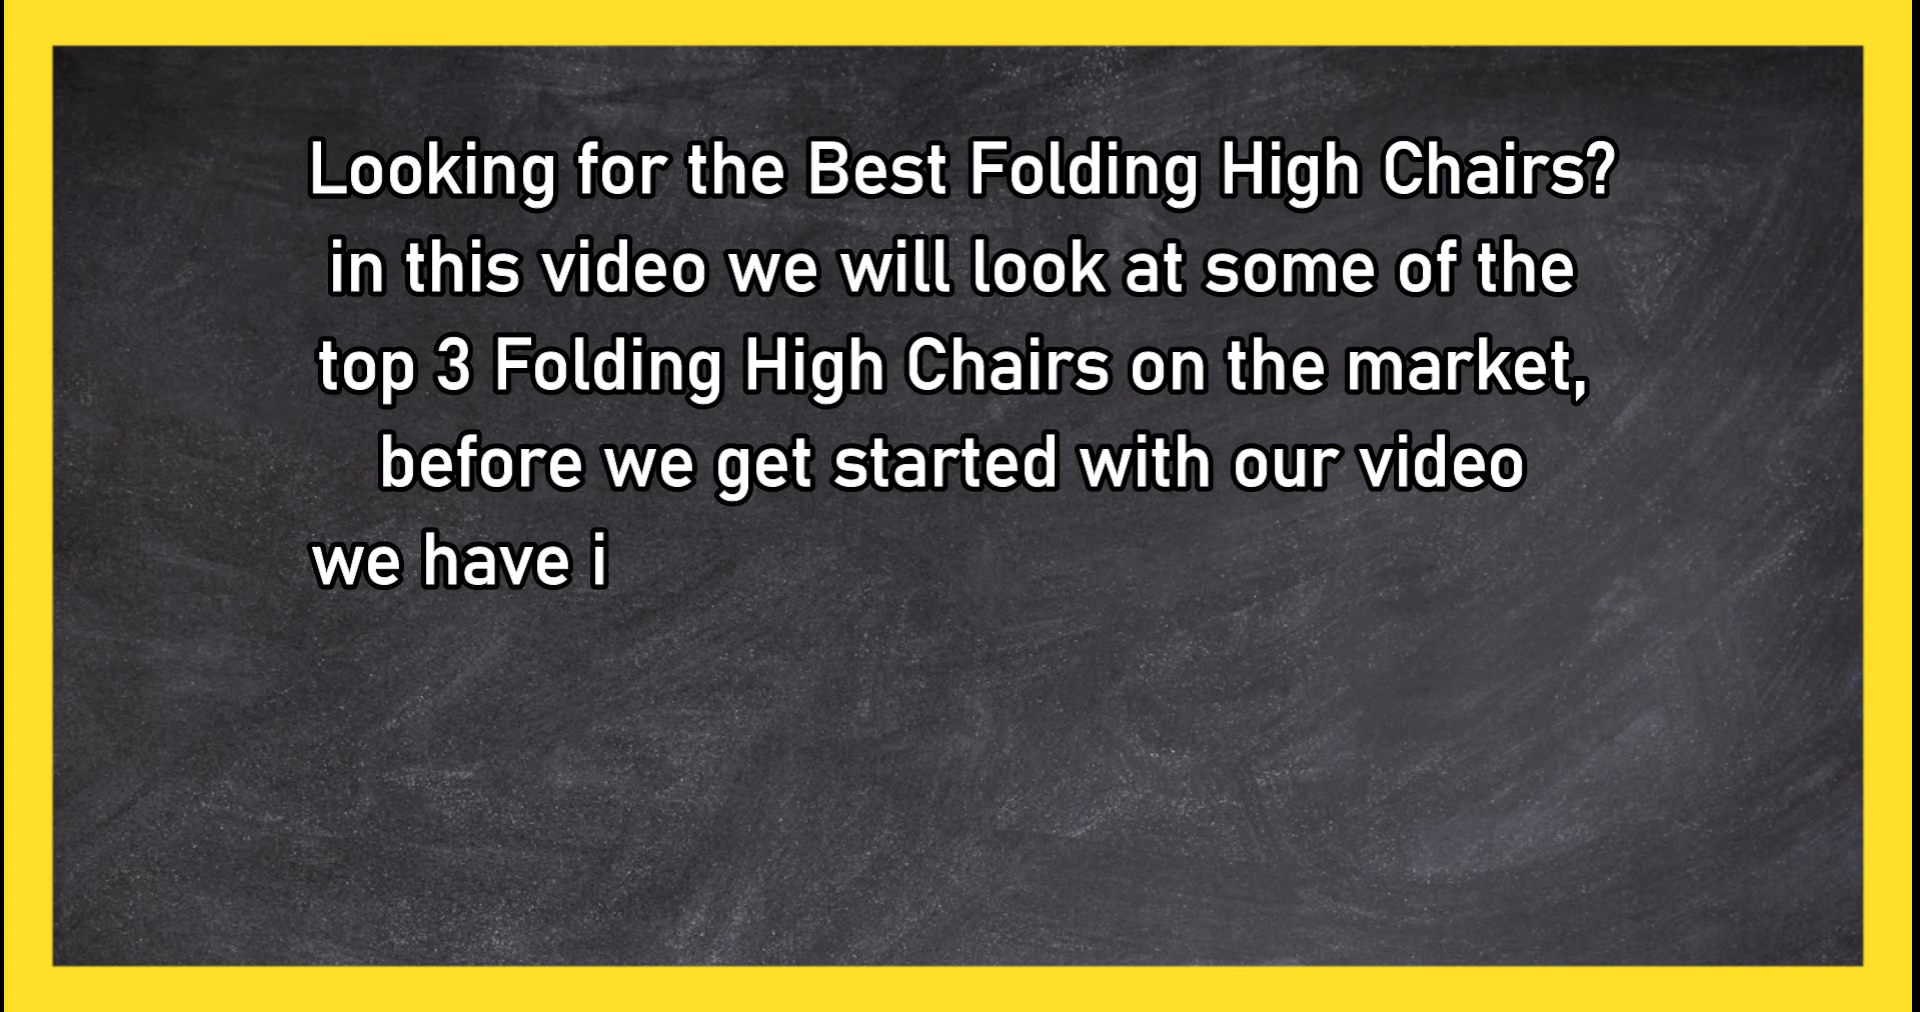 Looking for the Best Folding High Chairs?
in this video we will look at some of the
top 3 Folding High Chairs on the market,
before we get started with our video
we have i